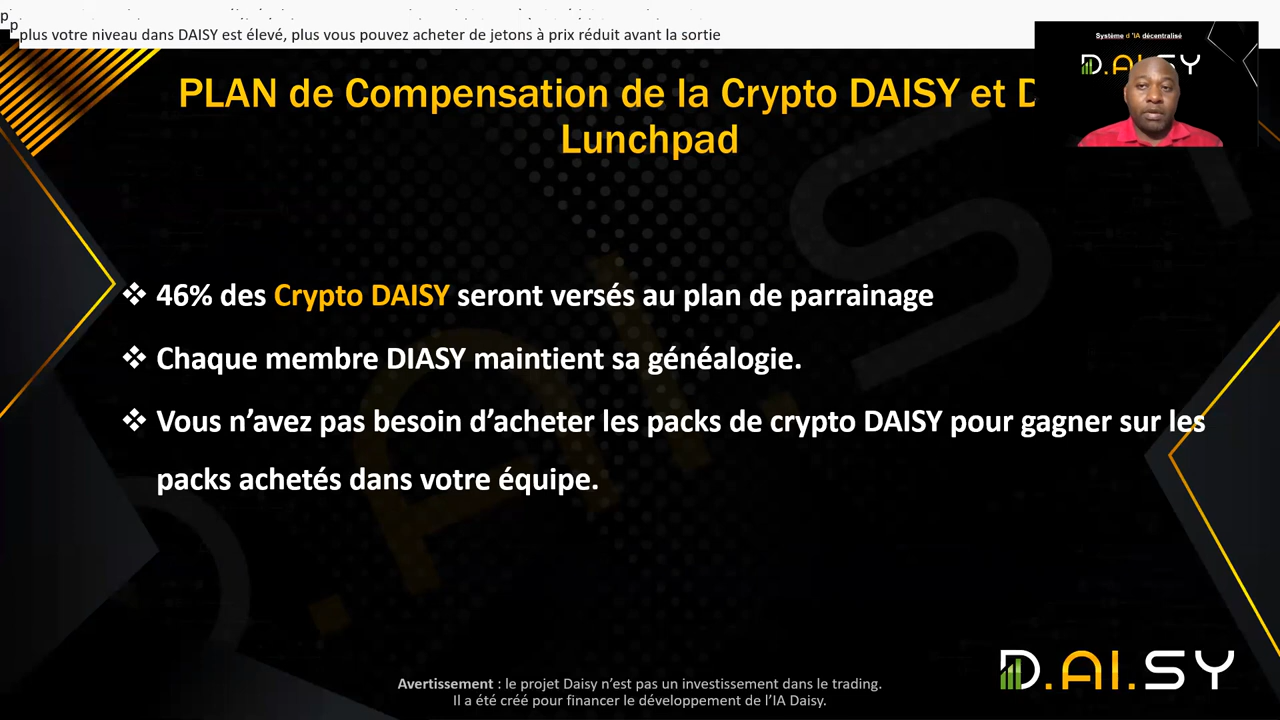 plus votre niveau dans DAISY est élevé, plus vous pouvez acheter de jetons à prix réduit avant la sortie
Système d 'IA décentralisé
D.AI.SY
PLAN de Compensation de la Crypto DAISY et D
Lunchpad
❖ 46% des Crypto DAISY seront versés au plan de parrainage
❖ Chaque membre DIASY maintient sa généalogie.
❖ Vous n’avez pas besoin d’acheter les packs de crypto DAISY pour gagner sur les
packs achetés dans votre équipe.
D.AI.SY
Avertissement : le projet Daisy n’est pas un investissement dans le trading.
Il a été créé pour financer le développement de l’IA Daisy.